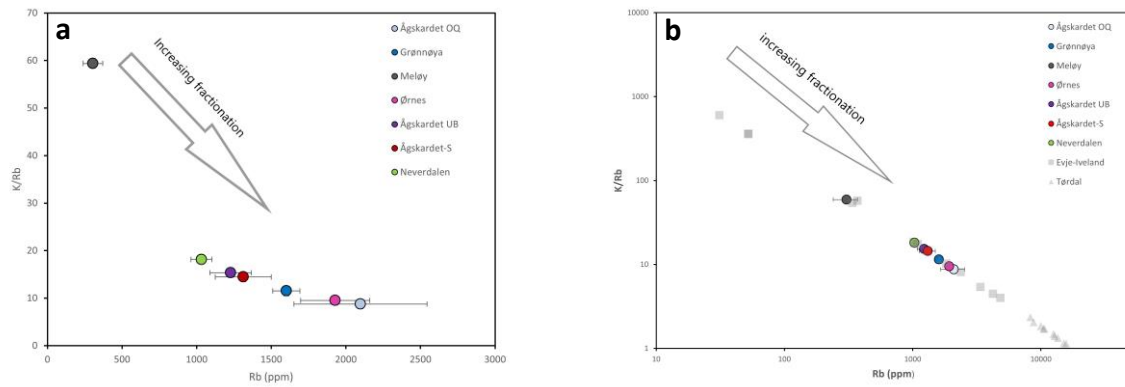 a
70
60
50
40
30
20
10
0
K/Rb
0 500 1000 1500 2000 2500 3000
Rb (ppm)
Increasing fractionation
Ågskardet OQ
Grønnøya
Meløy
Ørnes
Ågskardet UB
Ågskardet-S
Neverdalen
b
10000
1000
100
10
1
K/Rb
10 100 1000 10000
Rb (ppm)
increasing fractionation
Ågskardet OQ
Grønnøya
Meløy
Ørnes
Ågskardet UB
Ågskardet-S
Neverdalen
Evje-Iveland
Tørdal